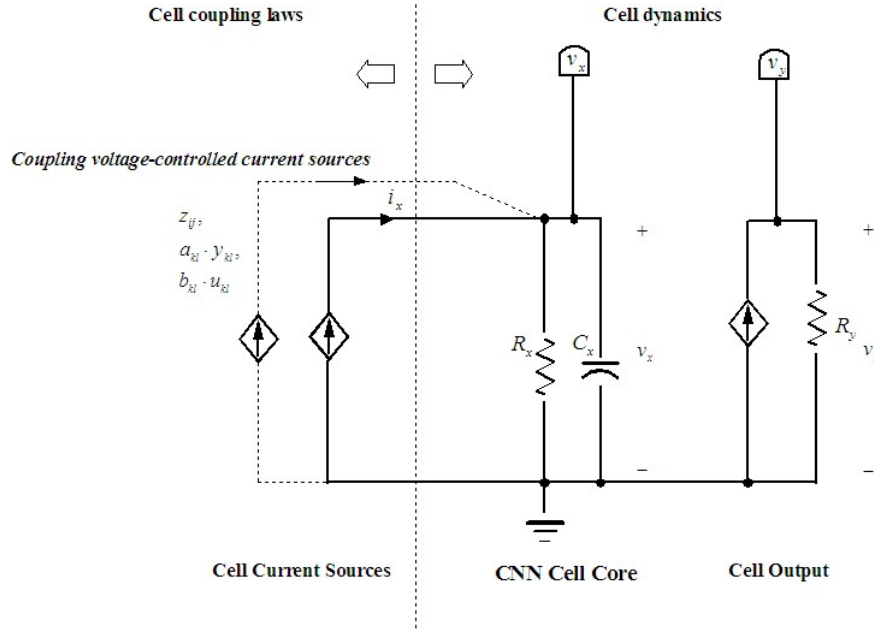 Cell coupling laws
Cell dynamics
v_x
v_y
Coupling voltage-controlled current sources
i_x
z_ij,
a_kl · y_kl,
b_kl · u_kl
+
+
R_x
C_x
v_x
R_y
v
−
−
Cell Current Sources
CNN Cell Core
Cell Output